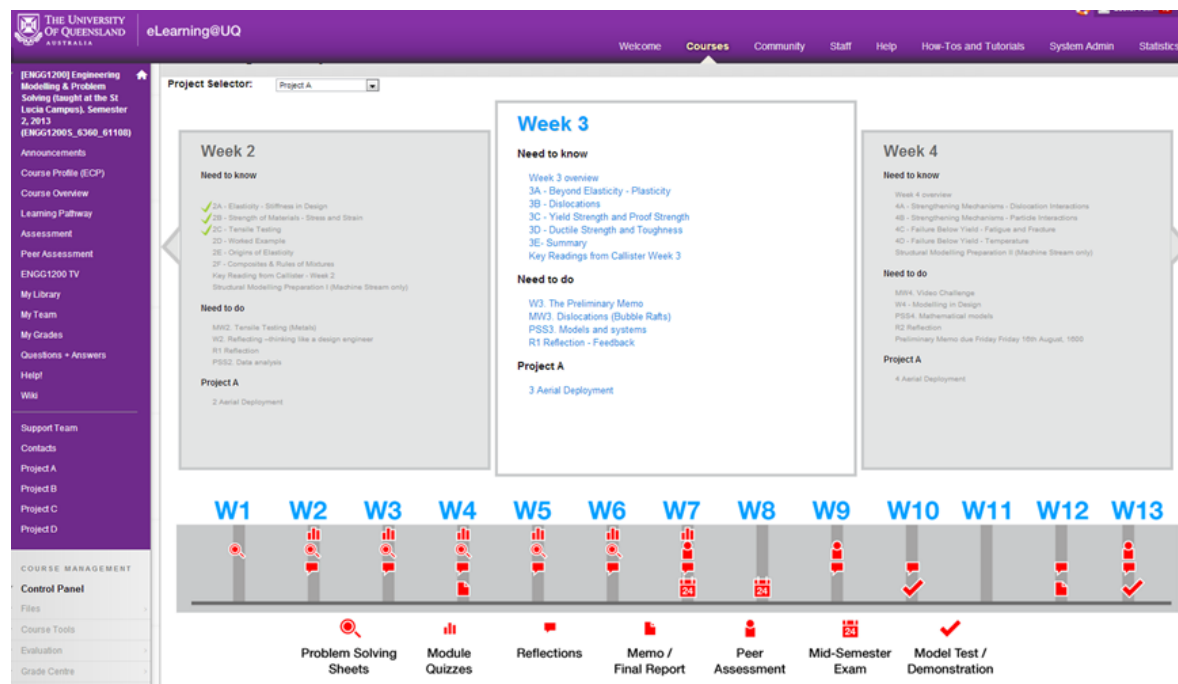 THE UNIVERSITY
OF QUEENSLAND
AUSTRALIA
eLearning@UQ
Welcome
Courses
Community
Staff
Help
How-Tos and Tutorials
System Admin
Statistics
[ENGG1200] Engineering
Modelling & Problem
Solving (taught at the St
Lucia Campus). Semester
2, 2013
(ENGG1200S_6360_61108)
Announcements
Course Profile (ECP)
Course Overview
Learning Pathway
Assessment
Peer Assessment
ENGG1200 TV
My Library
My Team
My Grades
Questions + Answers
Help!
Wiki
Support Team
Contacts
Project A
Project B
Project C
Project D
COURSE MANAGEMENT
Control Panel
Files
Course Tools
Evaluation
Grade Centre
Project Selector:
Project A
Week 2
Need to know
2A - Elasticity - Stiffness in Design
2B - Strength of Materials - Stress and Strain
2C - Tensile Testing
2D - Worked Example
2E - Origins of Elasticity
2F - Composites & Rules of Mixtures
Key Reading from Callister - Week 2
Structural Modelling Preparation I (Machine Stream only)
Need to do
MW2. Tensile Testing (Metals)
W2. Reflecting –thinking like a design engineer
R1 Reflection
PSS2. Data analysis
Project A
2 Aerial Deployment
Week 3
Need to know
Week 3 overview
3A - Beyond Elasticity - Plasticity
3B - Dislocations
3C - Yield Strength and Proof Strength
3D - Ductile Strength and Toughness
3E- Summary
Key Readings from Callister Week 3
Need to do
W3. The Preliminary Memo
MW3. Dislocations (Bubble Rafts)
PSS3. Models and systems
R1 Reflection - Feedback
Project A
3 Aerial Deployment
Week 4
Need to know
Week 4 overview
4A - Strengthening Mechanisms - Dislocation Interactions
4B - Strengthening Mechanisms - Particle Interactions
4C - Failure Below Yield - Fatigue and Fracture
4D - Failure Below Yield - Temperature
Structural Modelling Preparation II (Machine Stream only)
Need to do
MW4. Video Challenge
W4 - Modelling in Design
PSS4. Mathematical models
R2 Reflection
Preliminary Memo due Friday Friday 16th August, 1600
Project A
4 Aerial Deployment
W1 W2 W3 W4 W5 W6 W7 W8 W9 W10 W11 W12 W13
24
24
24
Problem Solving
Sheets
Module
Quizzes
Reflections
Memo /
Final Report
Peer
Assessment
Mid-Semester
Exam
Model Test /
Demonstration